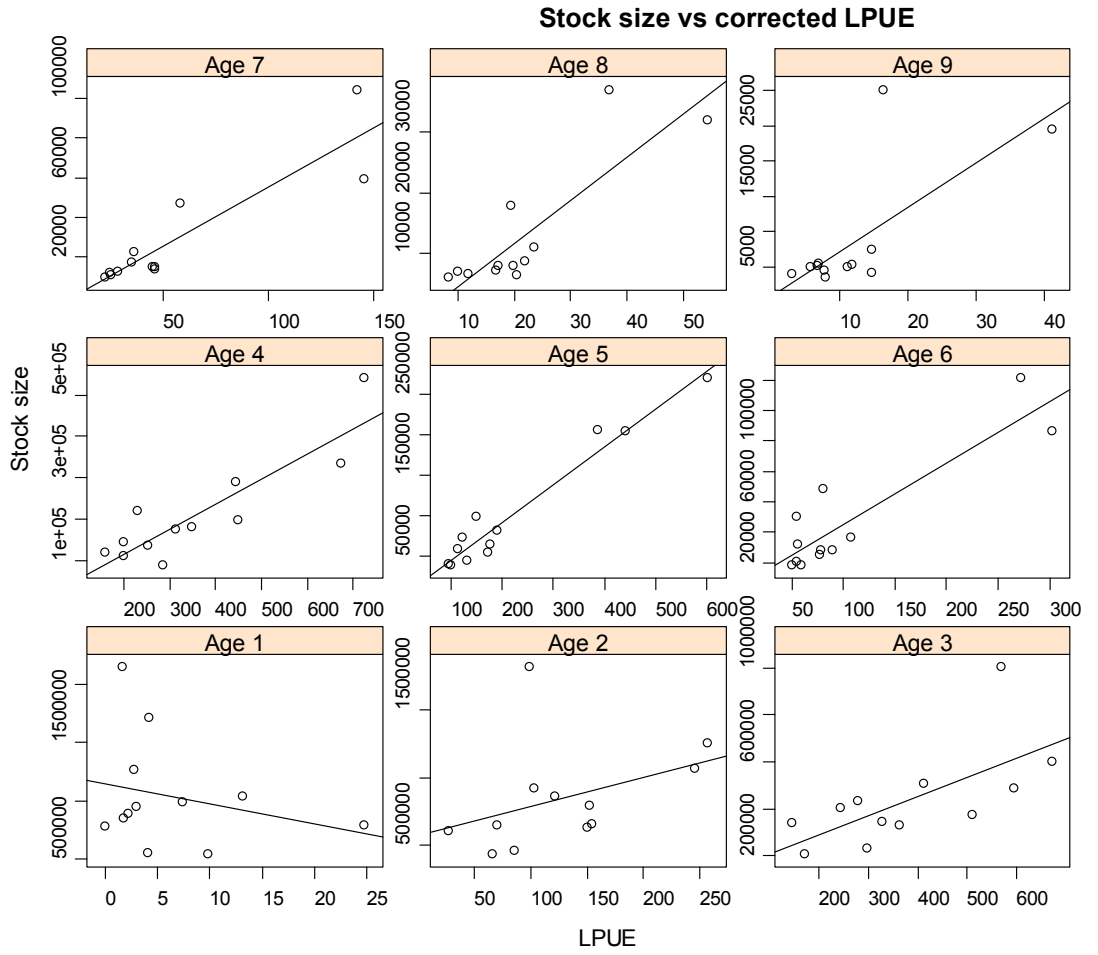 Stock size vs corrected LPUE
Age 7
Age 8
Age 9
20000 60000 100000
10000 20000 30000
5000 15000 25000
50 100 150
10 20 30 40 50
10 20 30 40
Age 4
Age 5
Age 6
1e+05 3e+05 5e+05
50000 150000 250000
20000 60000 100000
200 300 400 500 600 700
100 200 300 400 500 600
50 100 150 200 250 300
Age 1
Age 2
Age 3
500000 1500000
500000 1500000
200000 600000 1000000
0 5 10 15 20 25
50 100 150 200 250
200 300 400 500 600
Stock size
LPUE